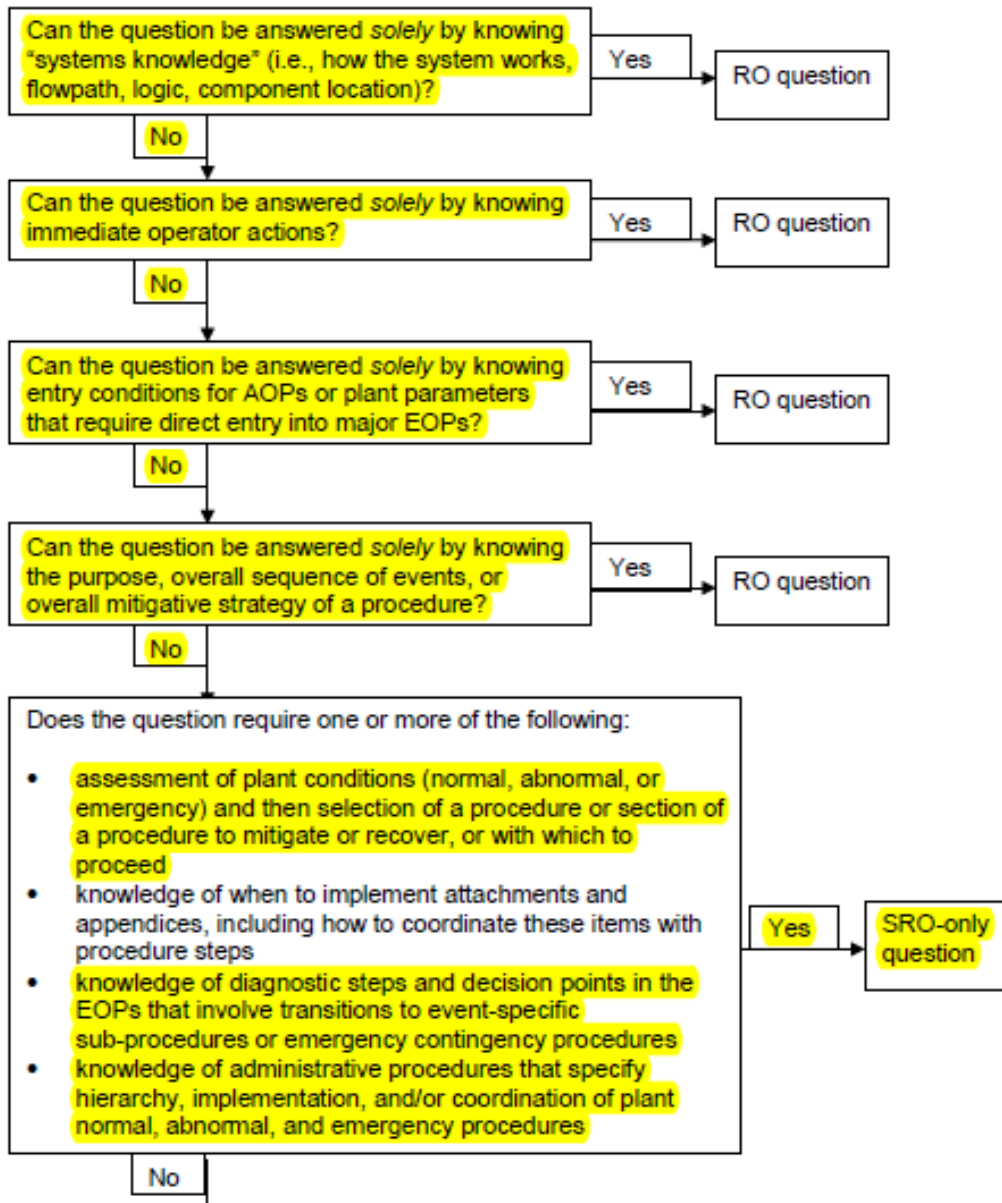 Can the question be answered solely by knowing
“systems knowledge” (i.e., how the system works,
flowpath, logic, component location)?
Yes
RO question
No
Can the question be answered solely by knowing
immediate operator actions?
Yes
RO question
No
Can the question be answered solely by knowing
entry conditions for AOPs or plant parameters
that require direct entry into major EOPs?
Yes
RO question
No
Can the question be answered solely by knowing
the purpose, overall sequence of events, or
overall mitigative strategy of a procedure?
Yes
RO question
No
Does the question require one or more of the following:
• assessment of plant conditions (normal, abnormal, or
emergency) and then selection of a procedure or section of
a procedure to mitigate or recover, or with which to
proceed
• knowledge of when to implement attachments and
appendices, including how to coordinate these items with
procedure steps
• knowledge of diagnostic steps and decision points in the
EOPs that involve transitions to event-specific
sub-procedures or emergency contingency procedures
• knowledge of administrative procedures that specify
hierarchy, implementation, and/or coordination of plant
normal, abnormal, and emergency procedures
Yes
SRO-only
question
No